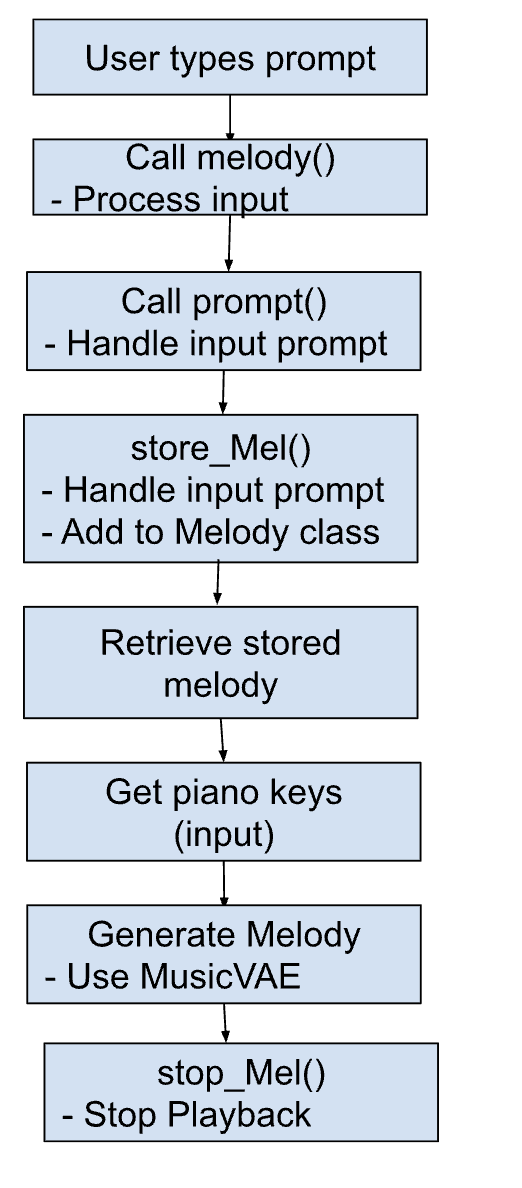 User types prompt
Call melody()
- Process input
Call prompt()
- Handle input prompt
store_Mel()
- Handle input prompt
- Add to Melody class
Retrieve stored
melody
Get piano keys
(input)
Generate Melody
- Use MusicVAE
stop_Mel()
- Stop Playback